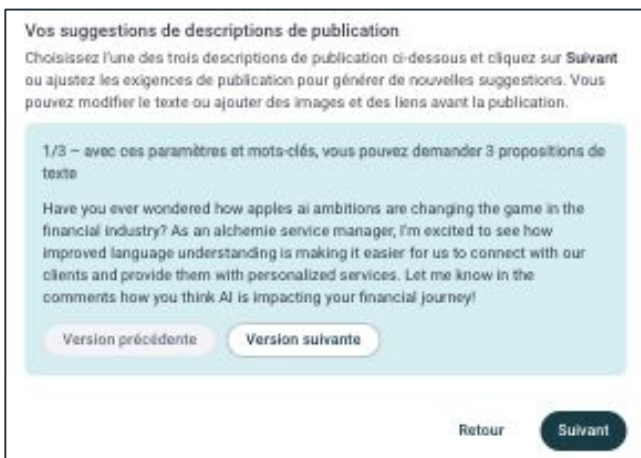 Vos suggestions de descriptions de publication
Choisissez l'une des trois descriptions de publication ci-dessous et cliquez sur Suivant
ou ajustez les exigences de publication pour générer de nouvelles suggestions. Vous
pouvez modifier le texte ou ajouter des images et des liens avant la publication.
1/3 – avec ces paramètres et mots-clés, vous pouvez demander 3 propositions de
texte
Have you ever wondered how apples ai ambitions are changing the game in the
financial industry? As an alchemie service manager, I'm excited to see how
improved language understanding is making it easier for us to connect with our
clients and provide them with personalized services. Let me know in the
comments how you think AI is impacting your financial journey!
Version précédente Version suivante
Retour Suivant